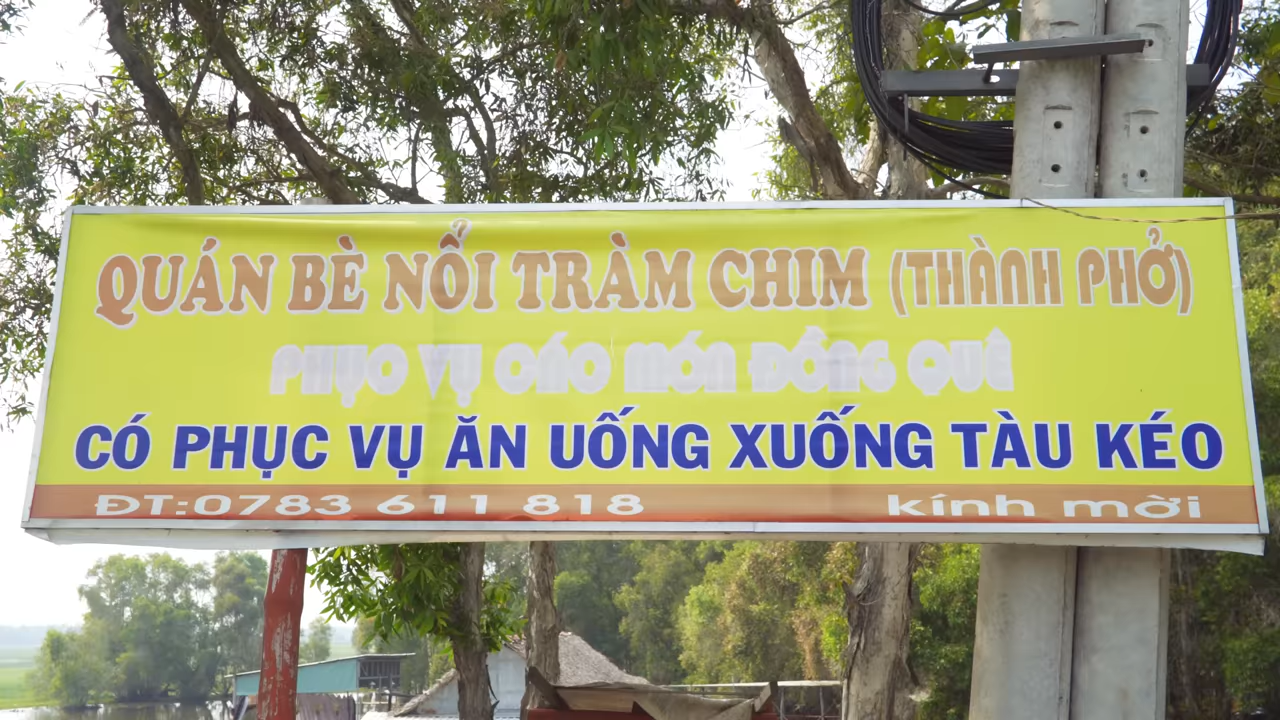 QUÁN BÈ NỔI TRÀM CHIM (THÀNH PHỞ)
PHỤC VỤ CÁC MÓN ĐỒNG QUÊ
CÓ PHỤC VỤ ĂN UỐNG XUỐNG TÀU KÉO
ĐT:0783 611 818 kính mời